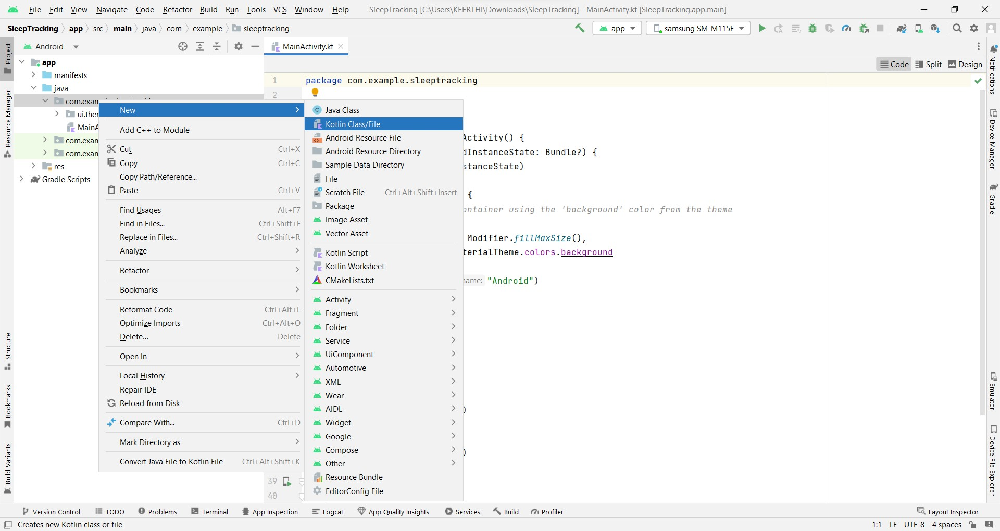 File Edit View Navigate Code Refactor Build Run Tools VCS Window Help SleepTracking [C:\Users\KEERTHI\Downloads\SleepTracking] - MainActivity.kt [SleepTracking.app.main]
SleepTracking app src main java com example sleeptracking app samsung SM-M115F
Android MainActivity.kt
Code Split Design
Project
Resource Manager
Structure
Bookmarks
Build Variants
app
manifests
java
com.exam
ui.ther
MainA
com.exam
com.exam
res
Gradle Scripts
New
Add C++ to Module
Cut Ctrl+X
Copy Ctrl+C
Copy Path/Reference...
Paste Ctrl+V
Find Usages Alt+F7
Find in Files... Ctrl+Shift+F
Replace in Files... Ctrl+Shift+R
Analyze
Refactor
Bookmarks
Reformat Code Ctrl+Alt+L
Optimize Imports Ctrl+Alt+O
Delete... Delete
Open In
Local History
Repair IDE
Reload from Disk
Compare With... Ctrl+D
Mark Directory as
Convert Java File to Kotlin File Ctrl+Alt+Shift+K
Java Class
Kotlin Class/File
Android Resource File
Android Resource Directory
Sample Data Directory
File
Scratch File Ctrl+Alt+Shift+Insert
Package
Image Asset
Vector Asset
Kotlin Script
Kotlin Worksheet
CMakeLists.txt
Activity
Fragment
Folder
Service
UiComponent
Automotive
XML
Wear
AIDL
Widget
Google
Compose
Other
Resource Bundle
EditorConfig File
1 package com.example.sleeptracking
2
Activity() {
dInstanceState: Bundle?) {
stanceState)
{
ontainer using the 'background' color from the theme
Modifier.fillMaxSize(),
terialTheme.colors.background
name: "Android")
)
)
39
40
Notifications
Device Manager
Gradle
Emulator
Device File Explorer
Version Control TODO Problems Terminal App Inspection Logcat App Quality Insights Services Build Profiler Layout Inspector
Creates new Kotlin class or file 1:1 LF UTF-8 4 spaces